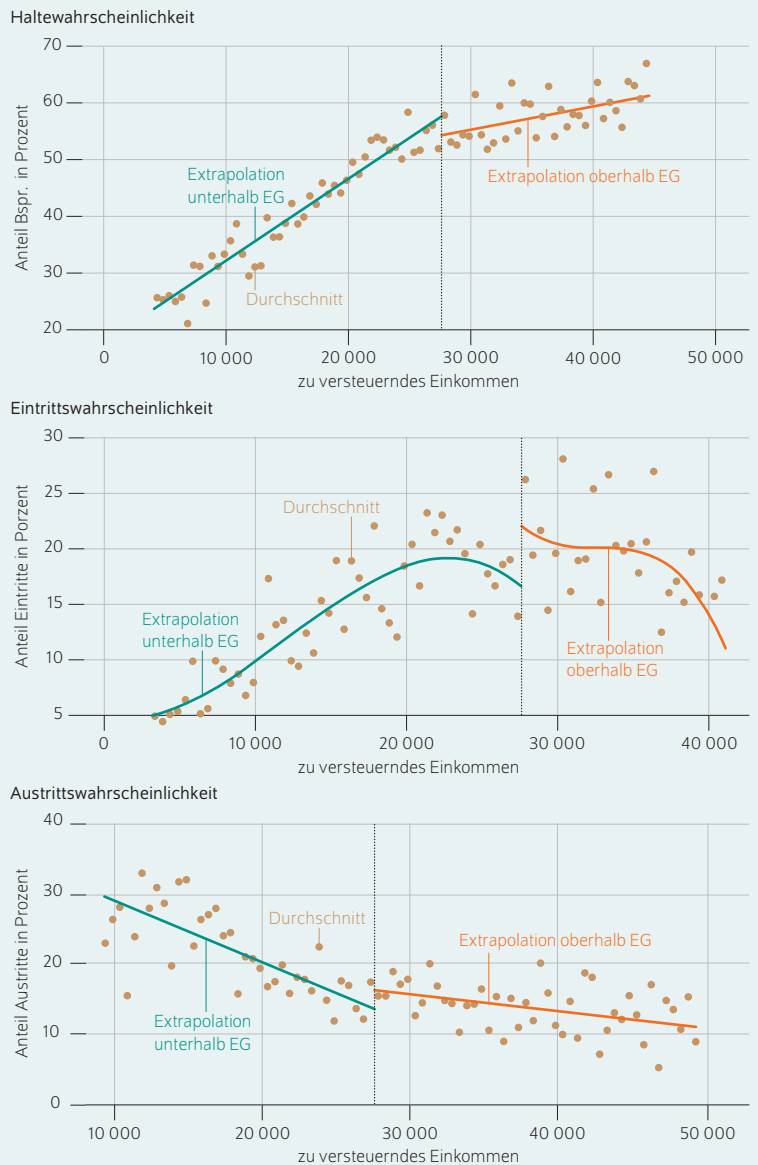 Haltewahrscheinlichkeit
70
60
50
40
30
20
Anteil Bspr. in Prozent
Extrapolation
unterhalb EG
Extrapolation oberhalb EG
Durchschnitt
0
10 000
20 000
30 000
40 000
50 000
zu versteuerndes Einkommen
Eintrittswahrscheinlichkeit
30
25
20
15
10
5
Anteil Eintritte in Porzent
Durchschnitt
Extrapolation
unterhalb EG
Extrapolation
oberhalb EG
0
10 000
20 000
30 000
40 000
zu versteuerndes Einkommen
Austrittswahrscheinlichkeit
40
30
20
10
0
Anteil Austritte in Prozent
Durchschnitt
Extrapolation oberhalb EG
Extrapolation
unterhalb EG
10 000
20 000
30 000
40 000
50 000
zu versteuerndes Einkommen